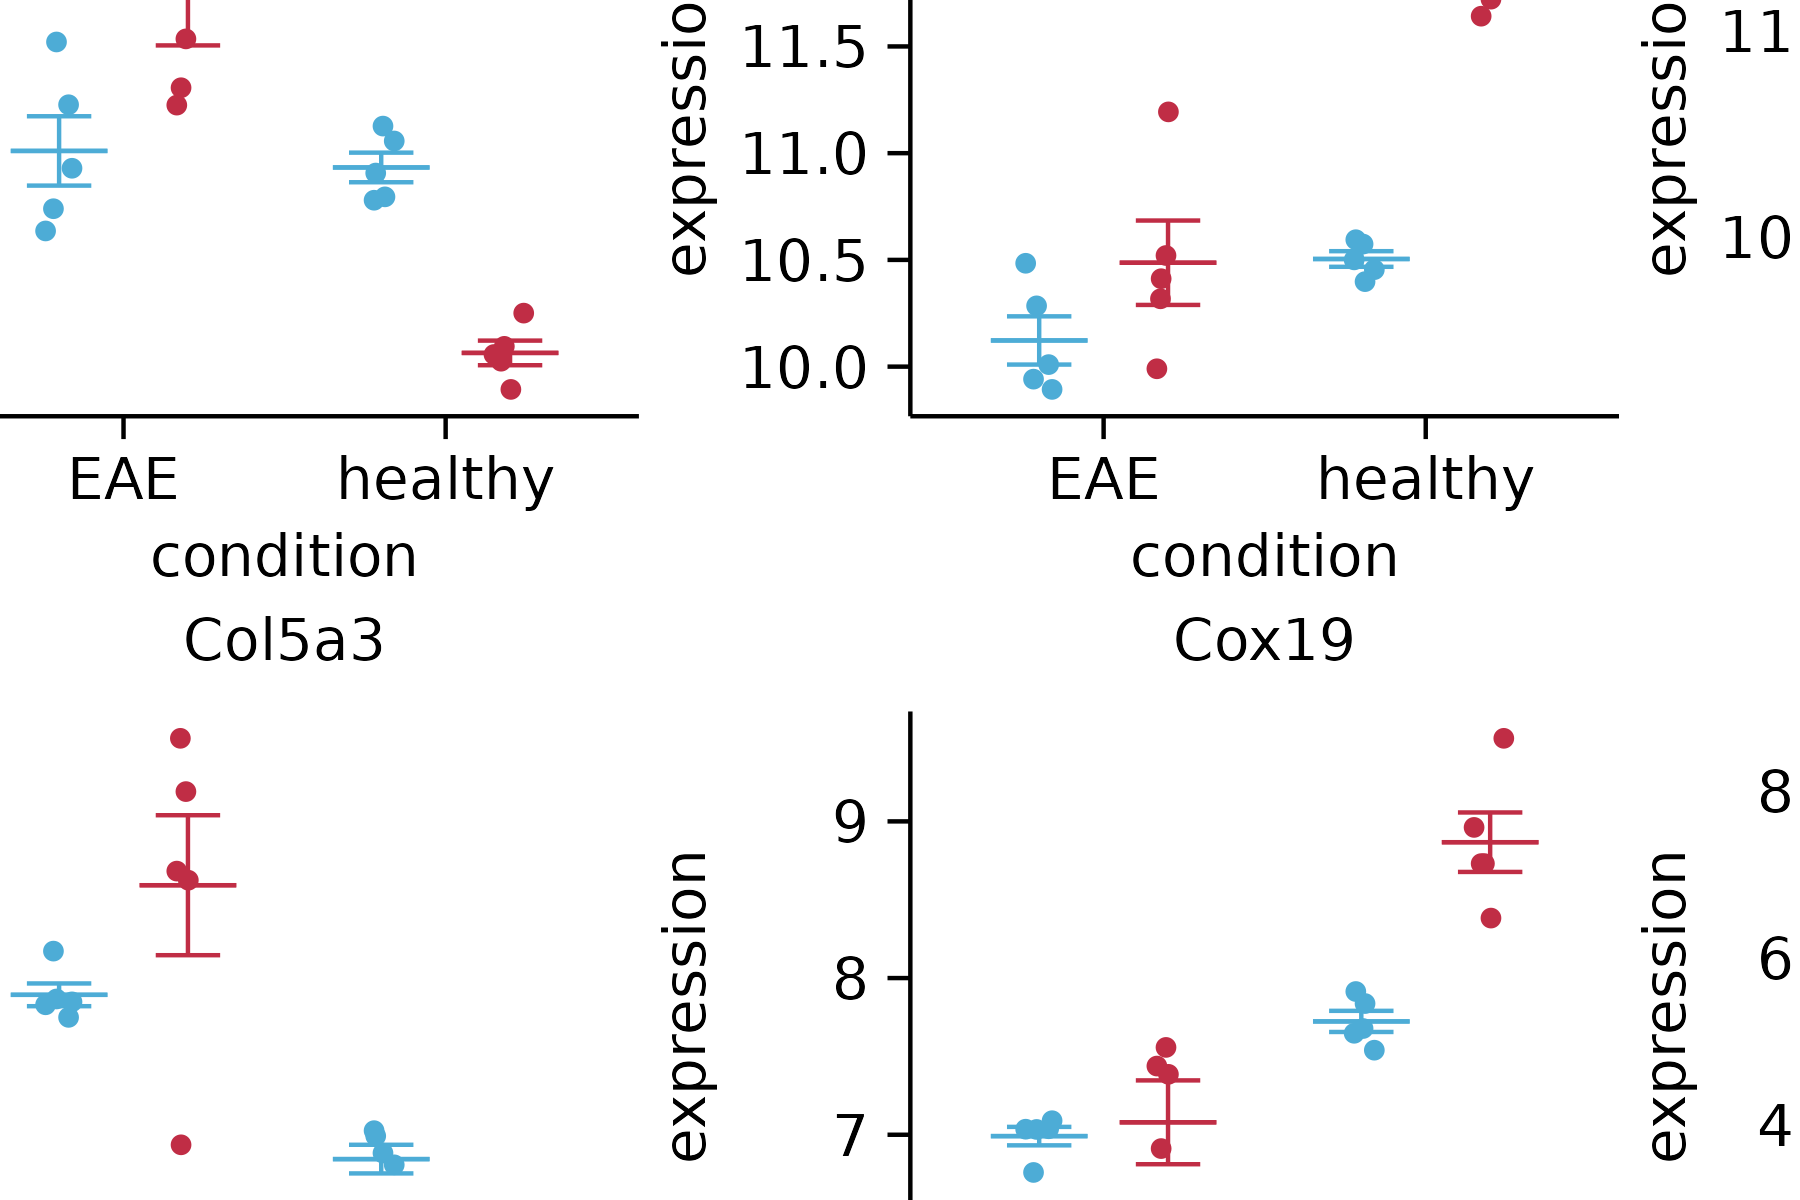 expressio
11.5
11.0
10.5
10.0
expressio
11
10
EAE
healthy
EAE
healthy
condition
condition
Col5a3
Cox19
expression
9
8
7
expression
8
6
4